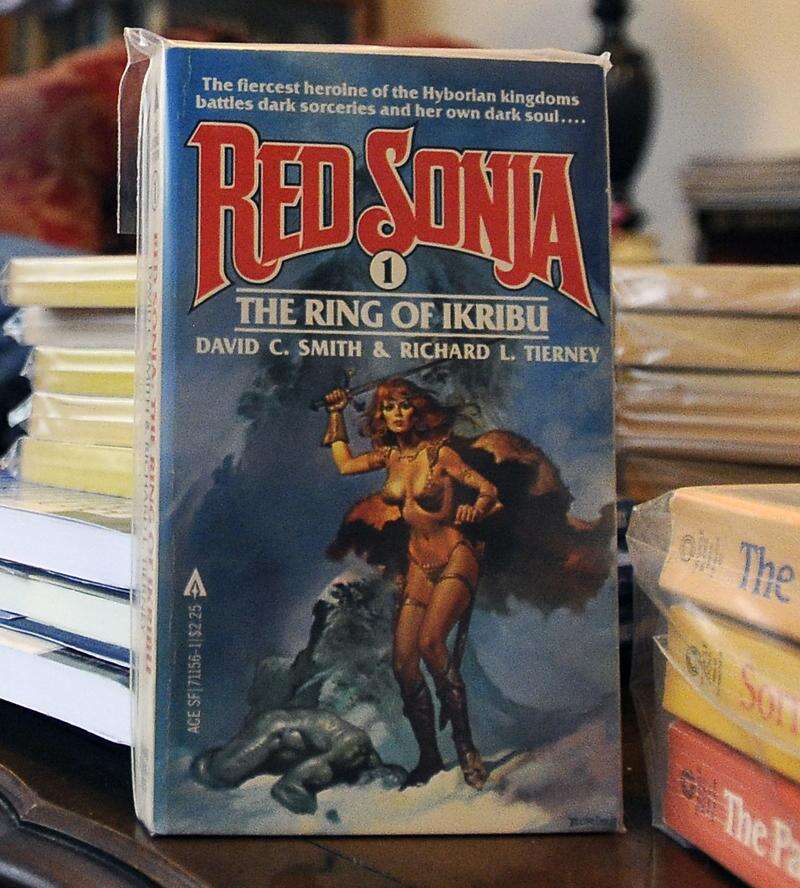 The fiercest heroine of the Hyborian kingdoms
battles dark sorceries and her own dark soul....
RED SONJA
1
THE RING OF IKRIBU
DAVID C. SMITH & RICHARD L. TIERNEY
ACE SF | 71156-1 | $2.25
The
The Pa